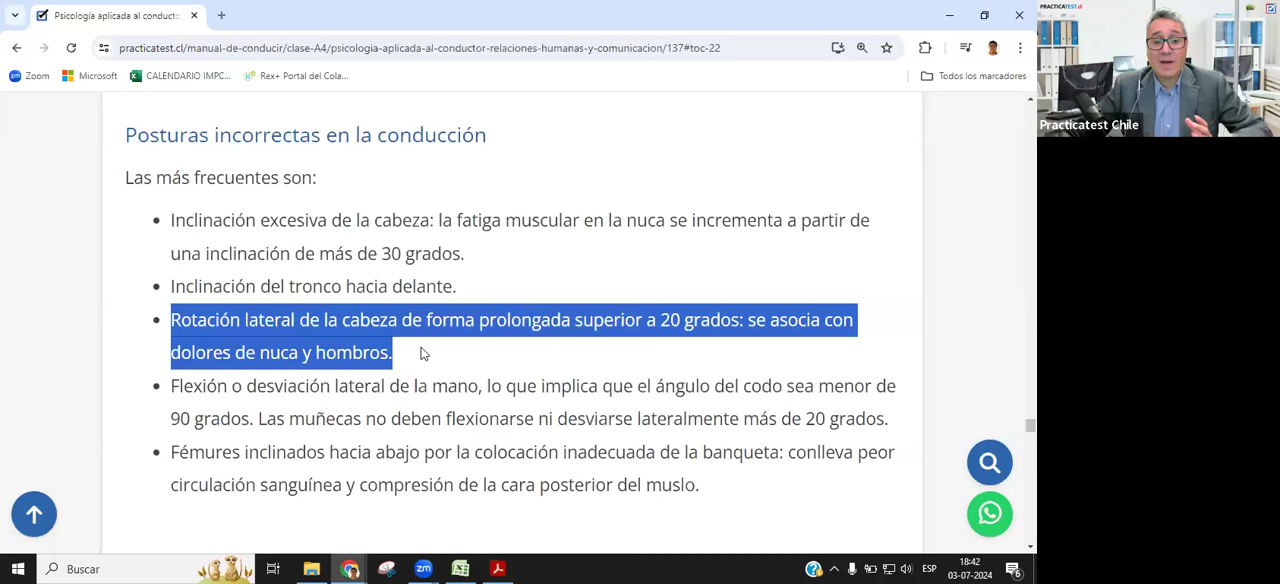 Psicología aplicada al conducto
practicatest.cl/manual-de-conducir/clase-A4/psicologia-aplicada-al-conductor-relaciones-humanas-y-comunicacion/137#toc-22
Zoom
Microsoft
CALENDARIO IMPC...
Rex+ Portal del Cola...
Todos los marcadores
PRACTICATEST.cl
Practicatest Chile
Posturas incorrectas en la conducción
Las más frecuentes son:
Inclinación excesiva de la cabeza: la fatiga muscular en la nuca se incrementa a partir de
una inclinación de más de 30 grados.
Inclinación del tronco hacia delante.
Rotación lateral de la cabeza de forma prolongada superior a 20 grados: se asocia con
dolores de nuca y hombros.
Flexión o desviación lateral de la mano, lo que implica que el ángulo del codo sea menor de
90 grados. Las muñecas no deben flexionarse ni desviarse lateralmente más de 20 grados.
Fémures inclinados hacia abajo por la colocación inadecuada de la banqueta: conlleva peor
circulación sanguínea y compresión de la cara posterior del muslo.
Buscar
zm
ESP
18:42
03-07-2024
6